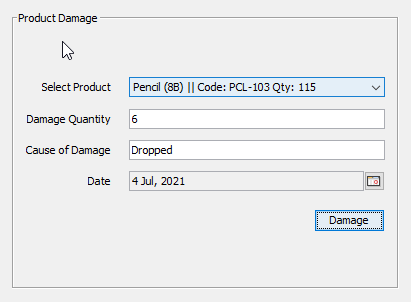 Product Damage
Select Product Pencil (8B) || Code: PCL-103 Qty: 115
Damage Quantity 6
Cause of Damage Dropped
Date 4 Jul, 2021
Damage